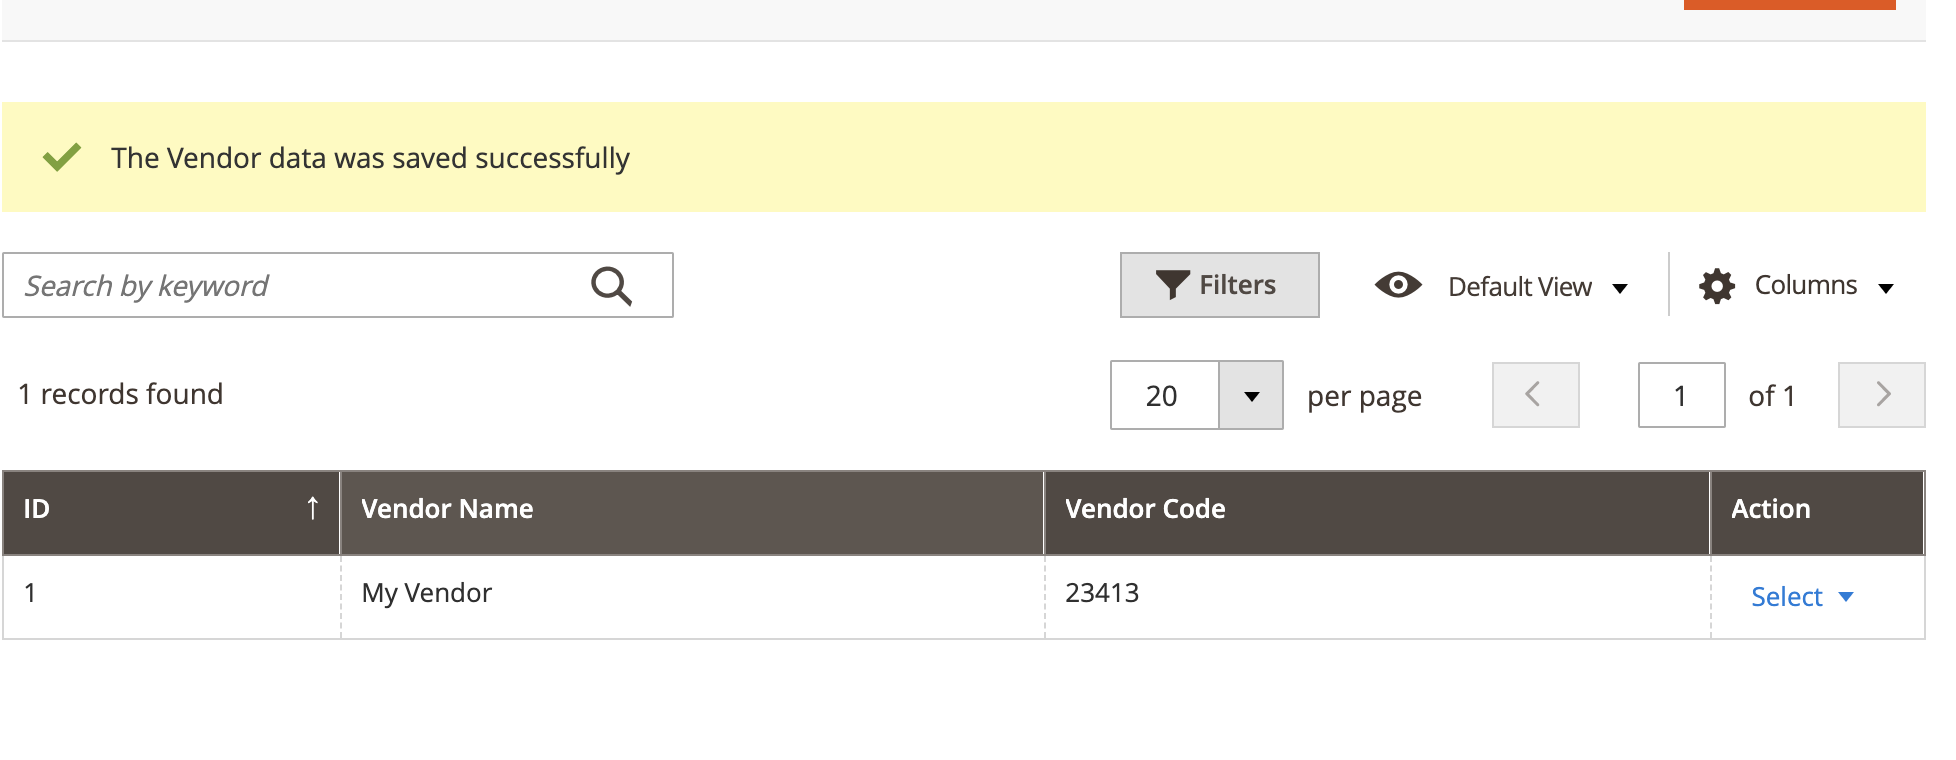 The Vendor data was saved successfully
Search by keyword
Filters
Default View
Columns
1 records found
20
per page
1
of 1
ID ↑
Vendor Name
Vendor Code
Action
1
My Vendor
23413
Select